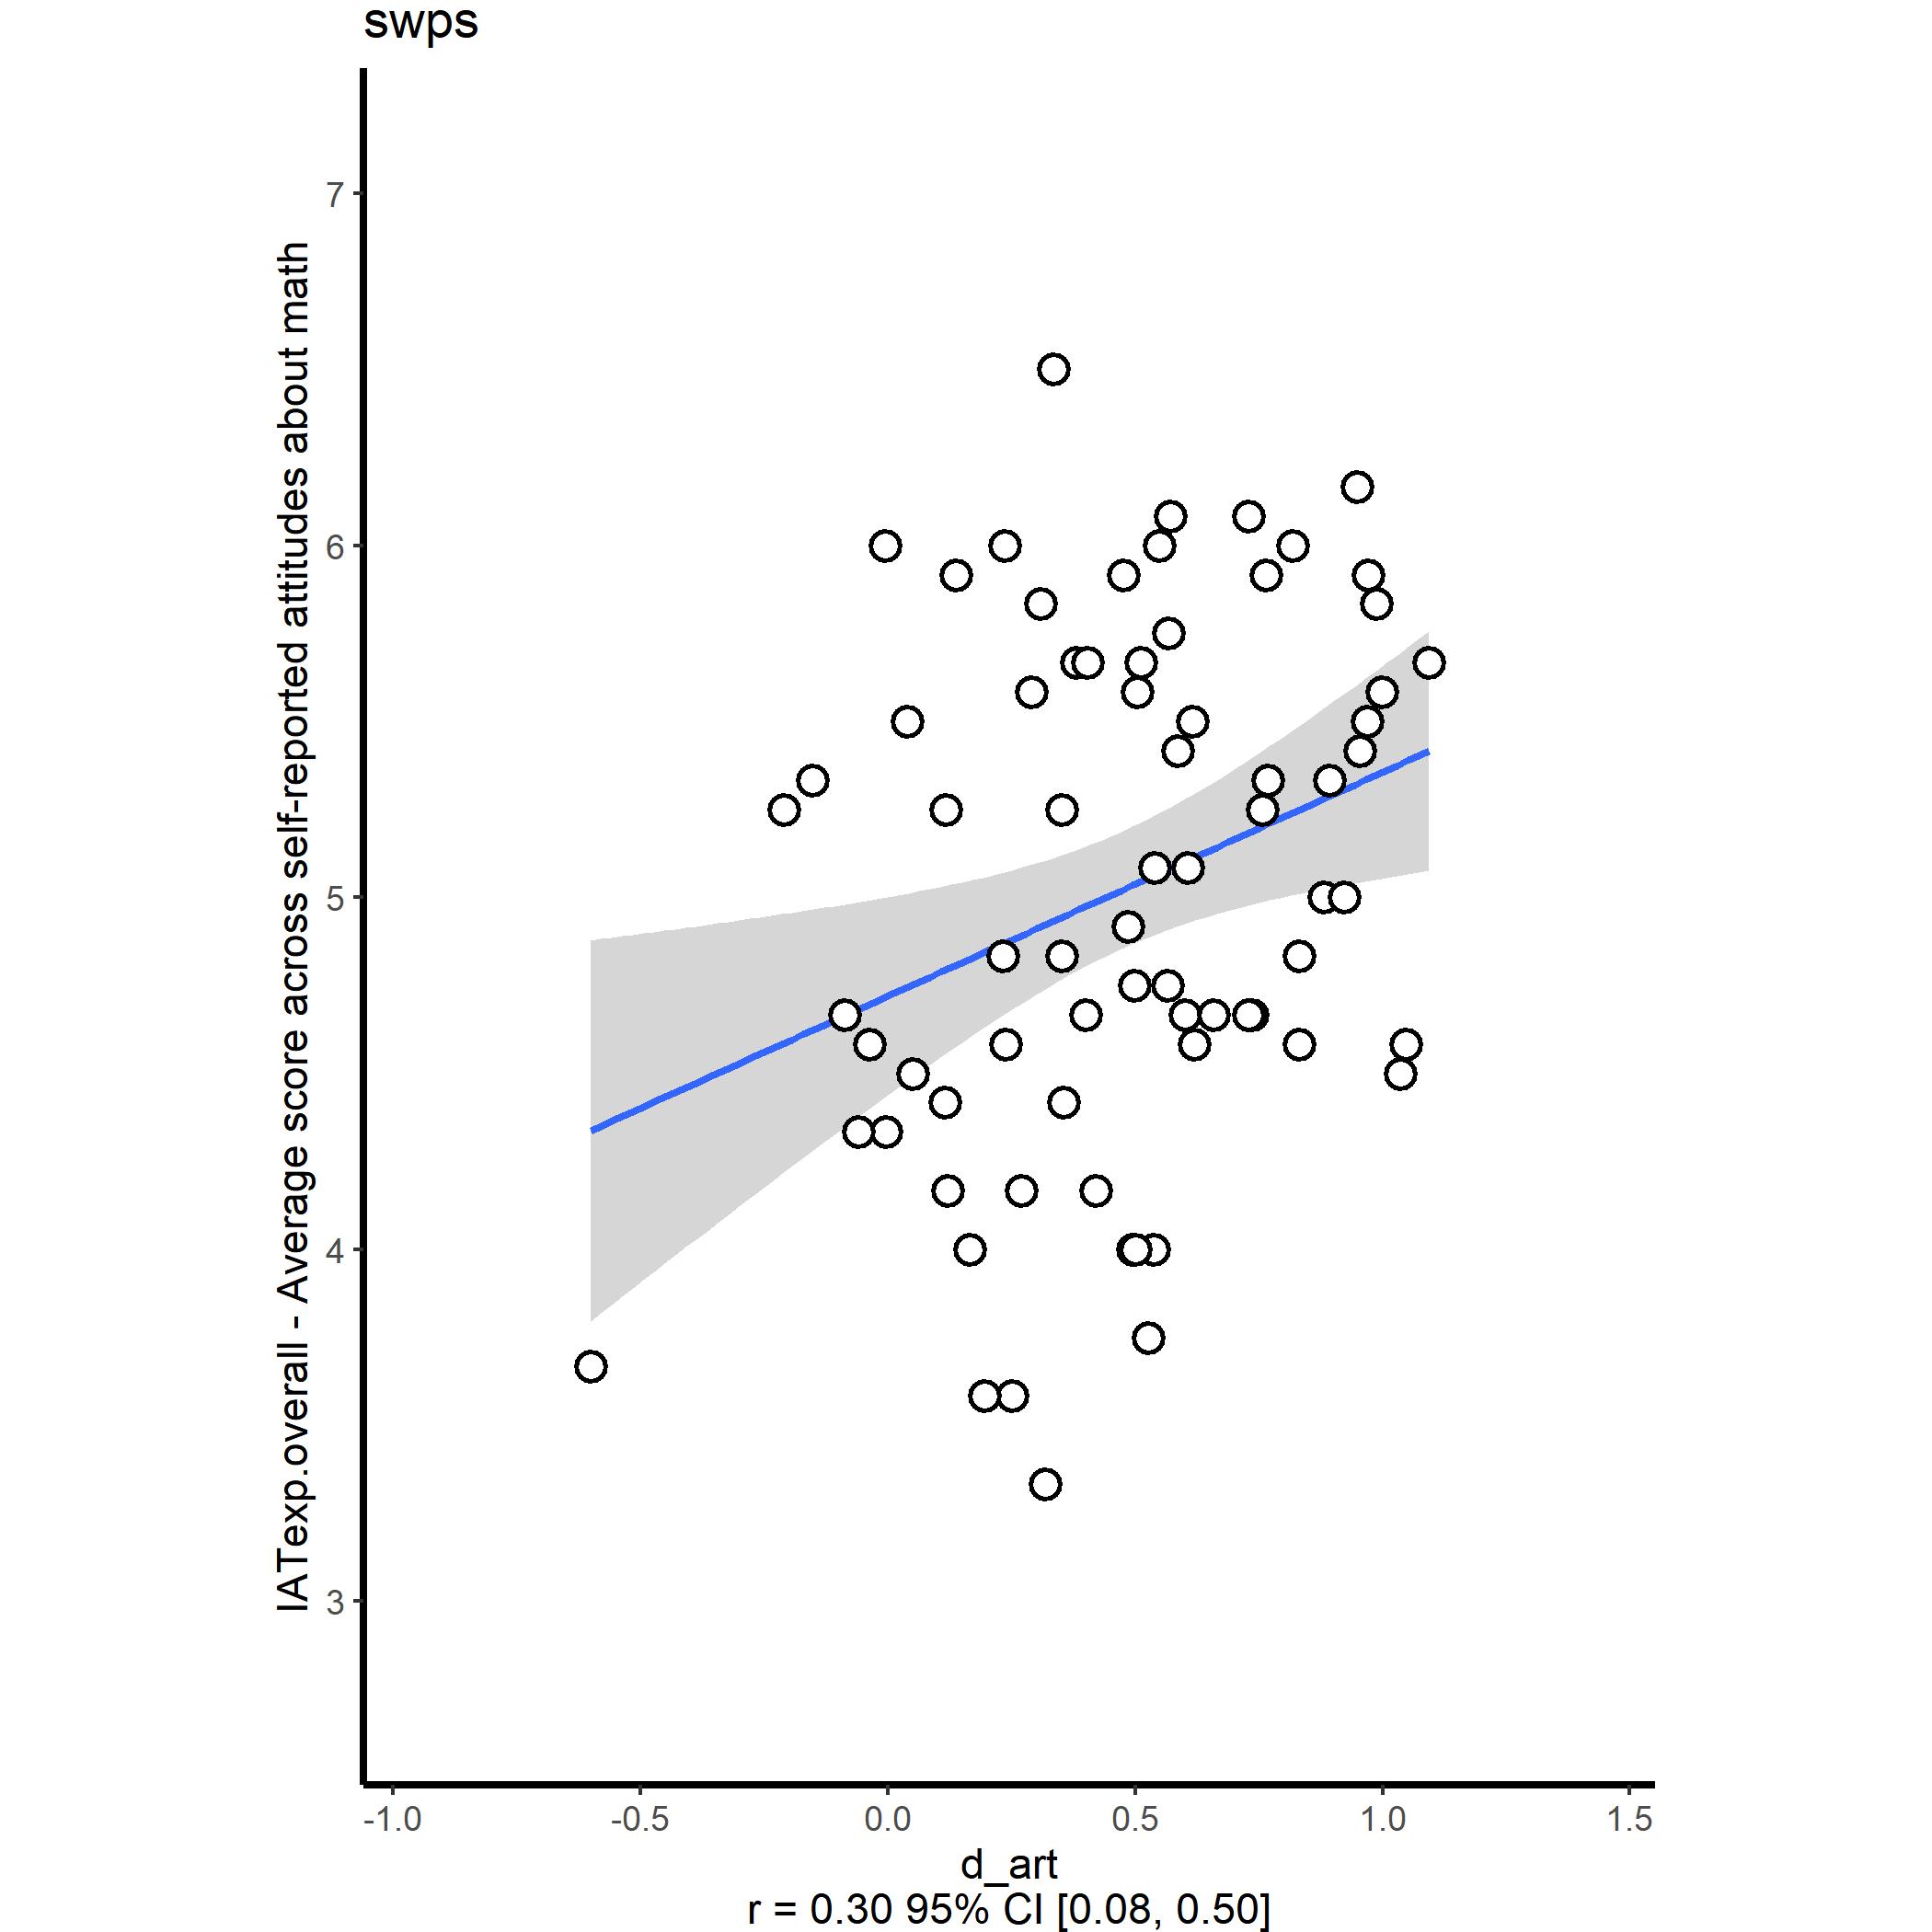 swps
IATexp.overall - Average score across self-reported attitudes about math
7
6
5
4
3
-1.0 -0.5 0.0 0.5 1.0 1.5
d_art
r = 0.30 95% CI [0.08, 0.50]